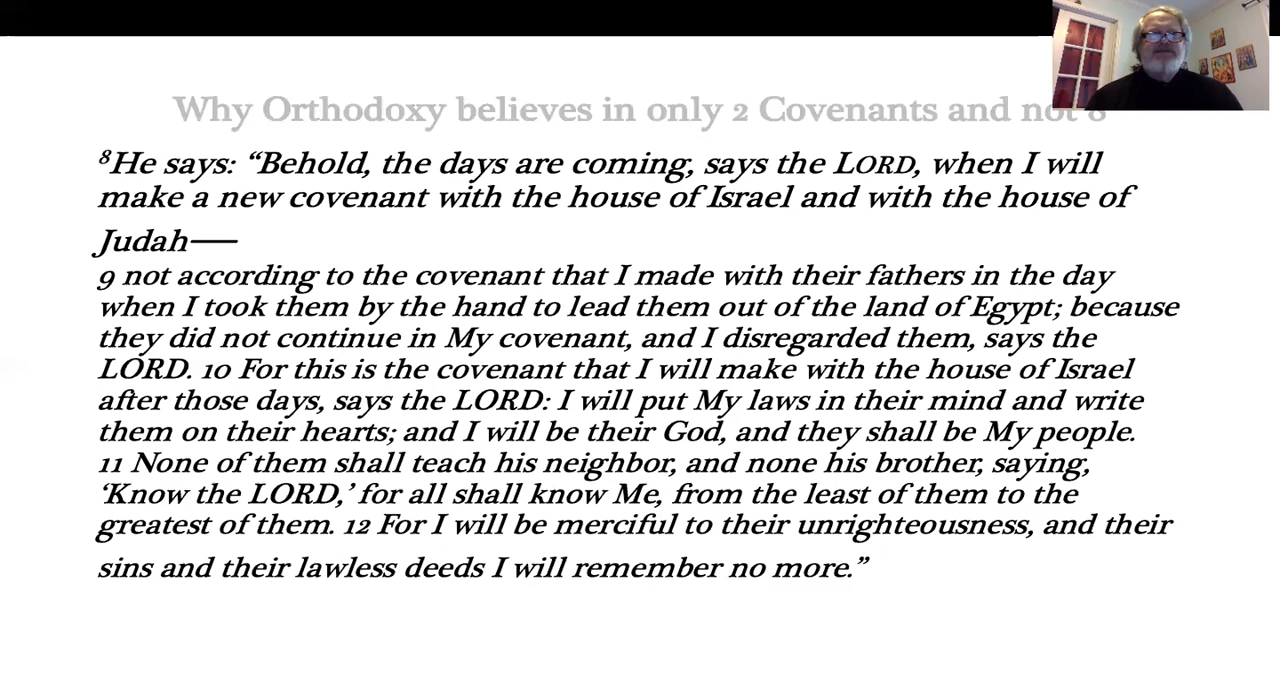 Why Orthodoxy believes in only 2 Covenants and not 8
⁸He says: “Behold, the days are coming, says the LORD, when I will
make a new covenant with the house of Israel and with the house of
Judah—
9 not according to the covenant that I made with their fathers in the day
when I took them by the hand to lead them out of the land of Egypt; because
they did not continue in My covenant, and I disregarded them, says the
LORD. 10 For this is the covenant that I will make with the house of Israel
after those days, says the LORD: I will put My laws in their mind and write
them on their hearts; and I will be their God, and they shall be My people.
11 None of them shall teach his neighbor, and none his brother, saying,
‘Know the LORD,’ for all shall know Me, from the least of them to the
greatest of them. 12 For I will be merciful to their unrighteousness, and their
sins and their lawless deeds I will remember no more.”